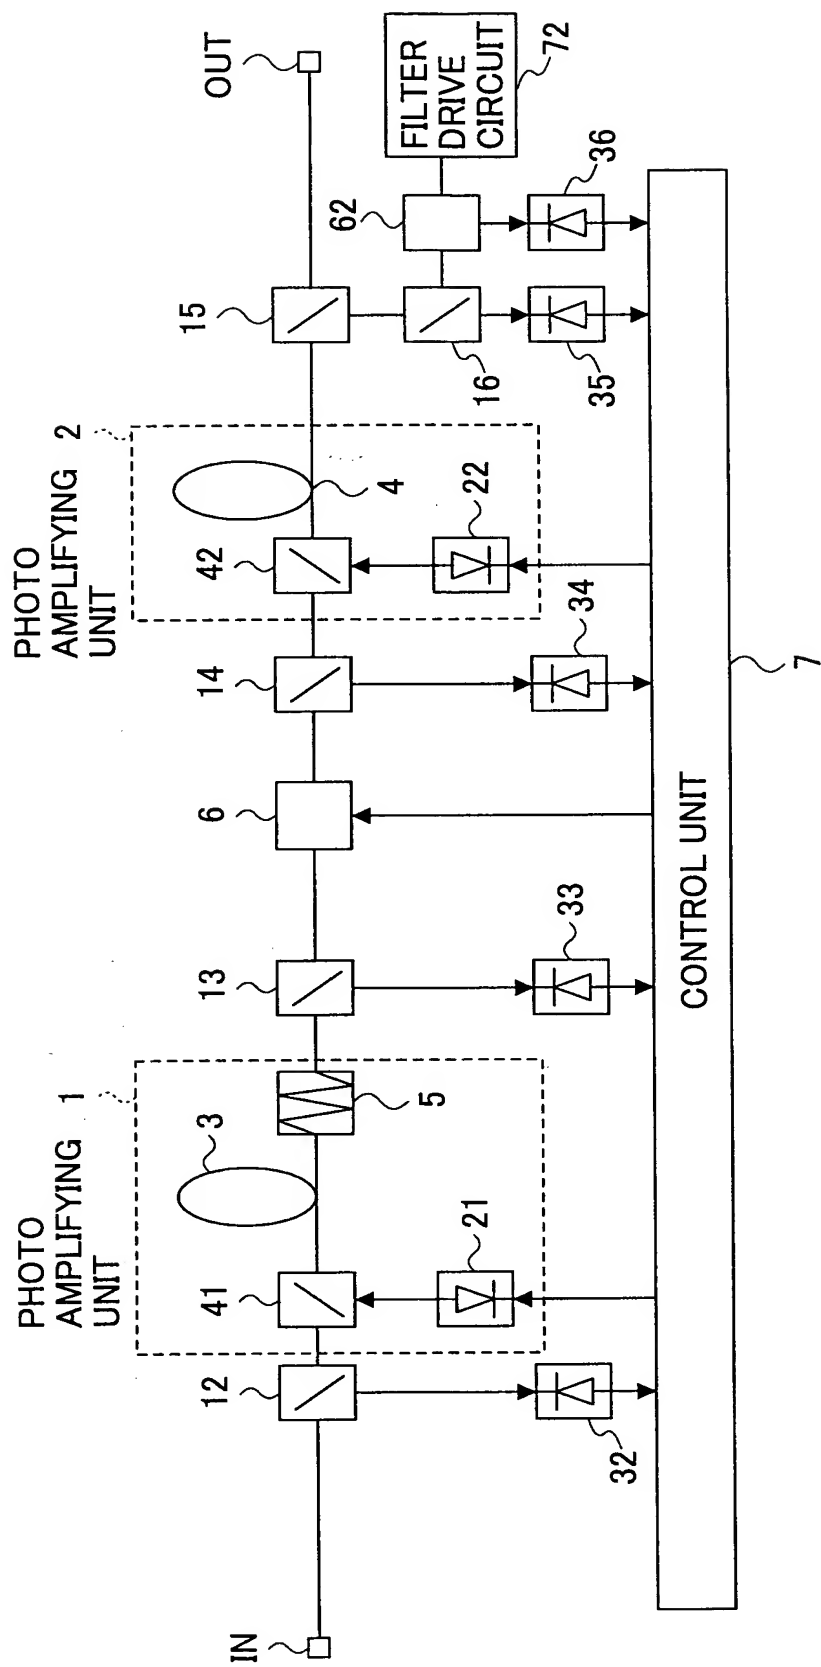 IN
12
32
PHOTO
AMPLIFYING
UNIT
1
41
21
3
5
13
33
6
14
34
PHOTO
AMPLIFYING
UNIT
2
42
22
4
15
16
35
62
36
FILTER
DRIVE
CIRCUIT
72
OUT
CONTROL UNIT
7